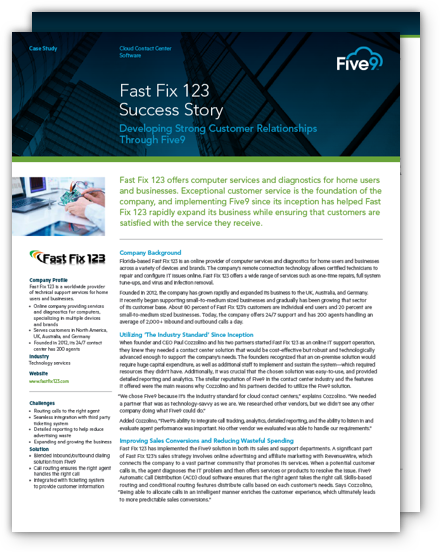 Case Study
Cloud Contact Center
Software
Five9
Fast Fix 123
Success Story
Developing Strong Customer Relationships
Through Five9
Fast Fix 123 offers computer services and diagnostics for home users
and businesses. Exceptional customer service is the foundation of the
company, and implementing Five9 since its inception has helped Fast
Fix 123 rapidly expand its business while ensuring that customers are
satisfied with the service they receive.
Fast Fix 123
Company Profile
Fast Fix 123 is a worldwide provider
of technical support services for home
users and businesses.
• Online company providing services
and diagnostics for computers,
specializing in multiple devices
and brands
• Serves customers in North America,
UK, Australia, and Germany
• Founded in 2012, its 24/7 contact
center has 200 agents
Industry
Technology services
Website
www.fastfix123.com
Challenges
• Routing calls to the right agent
• Seamless integration with third party
ticketing system
• Detailed reporting to help reduce
advertising waste
• Expanding and growing the business
Solution
• Blended inbound/outbound dialing
solution from Five9
• Call routing ensures the right agent
handles the right call
• Integrated with ticketing system
to provide customer information
Company Background
Florida-based Fast Fix 123 is an online provider of computer services and diagnostics for home users and businesses
across a variety of devices and brands. The company's remote connection technology allows certified technicians to
repair and configure IT issues online. Fast Fix 123 offers a wide range of services such as one-time repairs, full system
tune-ups, and virus and infection removal.
Founded in 2012, the company has grown rapidly and expanded its business to the UK, Australia, and Germany.
It recently began supporting small-to-medium sized businesses and gradually has been growing that sector
of its customer base. About 80 percent of Fast Fix 123's customers are individual end users and 20 percent are
small-to-medium sized businesses. Today, the company offers 24/7 support and has 200 agents handling an
average of 2,000+ inbound and outbound calls a day.
Utilizing 'The Industry Standard' Since Inception
When founder and CEO Paul Cozzolino and his two partners started Fast Fix 123 as an online IT support operation,
they knew they needed a contact center solution that would be cost-effective but robust and technologically
advanced enough to support the company's needs. The founders recognized that an on-premise solution would
require huge capital expenditure, as well as additional staff to implement and sustain the system—which required
resources they didn't have. Additionally, it was crucial that the chosen solution was easy-to-use, and provided
detailed reporting and analytics. The stellar reputation of Five9 in the contact center industry and the features
it offered were the main reasons why Cozzolino and his partners decided to utilize the Five9 solution.
"We chose Five9 because it's the industry standard for cloud contact centers," explains Cozzolino. "We needed
a partner that was as technology-savvy as we are. We researched other vendors, but we didn't see any other
company doing what Five9 could do."
Added Cozzolino, "Five9's ability to integrate call tracking, analytics, detailed reporting, and the ability to listen in and
evaluate agent performance was important. No other vendor we evaluated was able to handle our requirements."
Improving Sales Conversions and Reducing Wasteful Spending
Fast Fix 123 has implemented the Five9 solution in both its sales and support departments. A significant part
of Fast Fix 123's sales strategy involves online advertising and affiliate marketing with RevenueWire, which
connects the company to a vast partner community that promotes its services. When a potential customer
calls in, the agent diagnoses the IT problem and then offers services or products to resolve the issue. Five9
Automatic Call Distribution (ACD) cloud software ensures that the right agent takes the right call. Skills-based
routing and conditional routing features distribute calls based on each customer's needs. Says Cozzolino,
"Being able to allocate calls in an intelligent manner enriches the customer experience, which ultimately leads
to more predictable sales conversions."